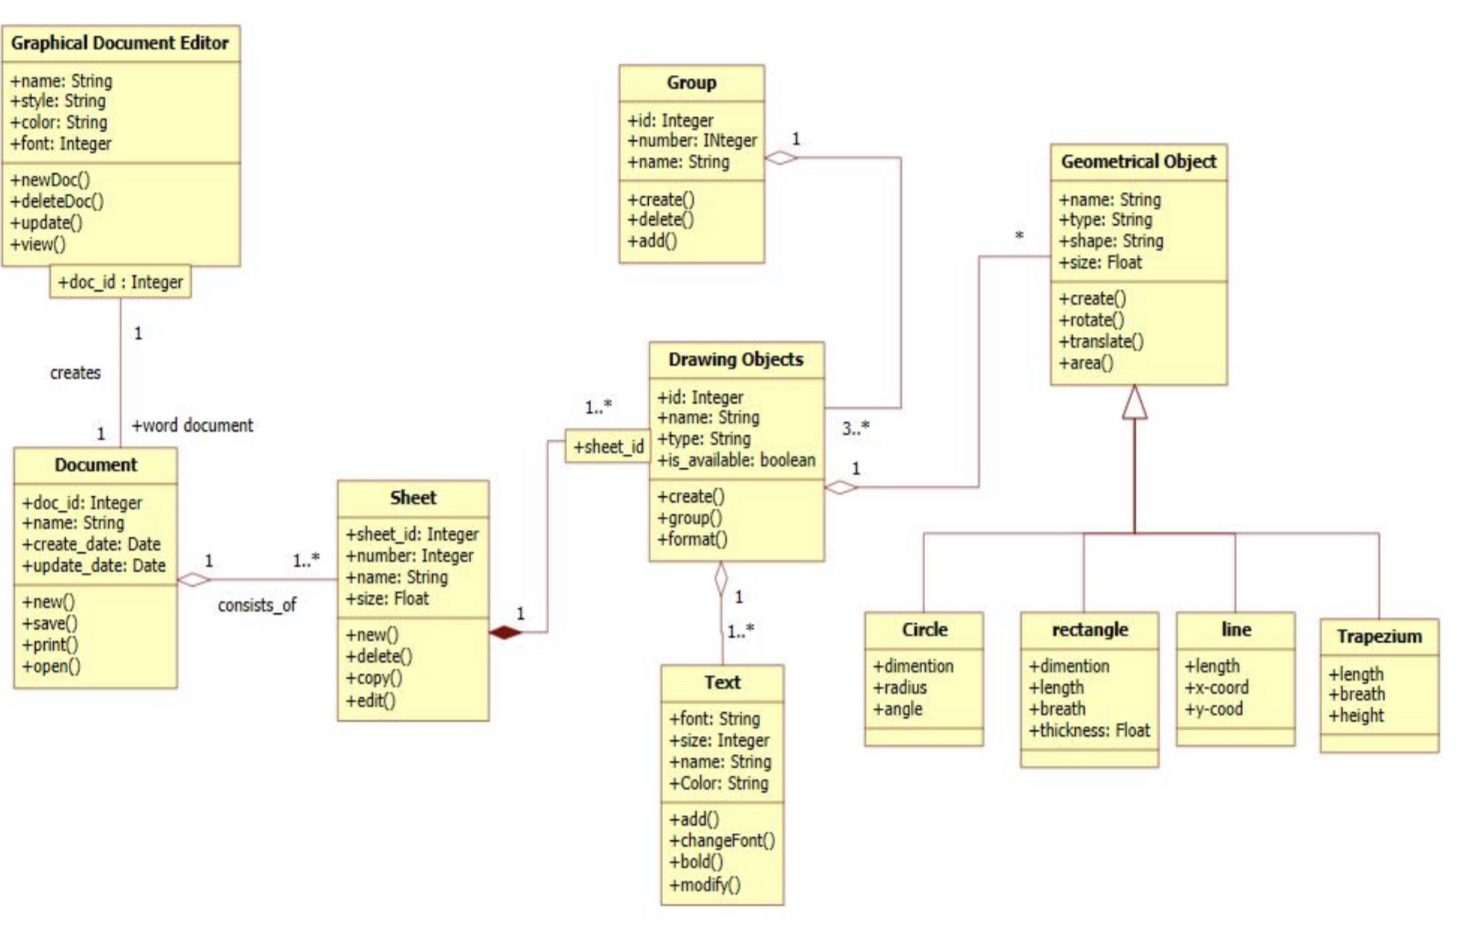 Graphical Document Editor
+name: String
+style: String
+color: String
+font: Integer
+newDoc()
+deleteDoc()
+update()
+view()
+doc_id : Integer
1
creates
+word document
1
Document
+doc_id: Integer
+name: String
+create_date: Date
+update_date: Date
+new()
+save()
+print()
+open()
1
1..*
consists_of
Sheet
+sheet_id: Integer
+number: Integer
+name: String
+size: Float
+new()
+delete()
+copy()
+edit()
1
1..*
+sheet_id
Group
+id: Integer
+number: INteger
+name: String
+create()
+delete()
+add()
1
3..*
Drawing Objects
+id: Integer
+name: String
+type: String
+is_available: boolean
+create()
+group()
+format()
1
*
1
1..*
Text
+font: String
+size: Integer
+name: String
+Color: String
+add()
+changeFont()
+bold()
+modify()
Geometrical Object
+name: String
+type: String
+shape: String
+size: Float
+create()
+rotate()
+translate()
+area()
Circle
+dimention
+radius
+angle
rectangle
+dimention
+length
+breath
+thickness: Float
line
+length
+x-coord
+y-cood
Trapezium
+length
+breath
+height